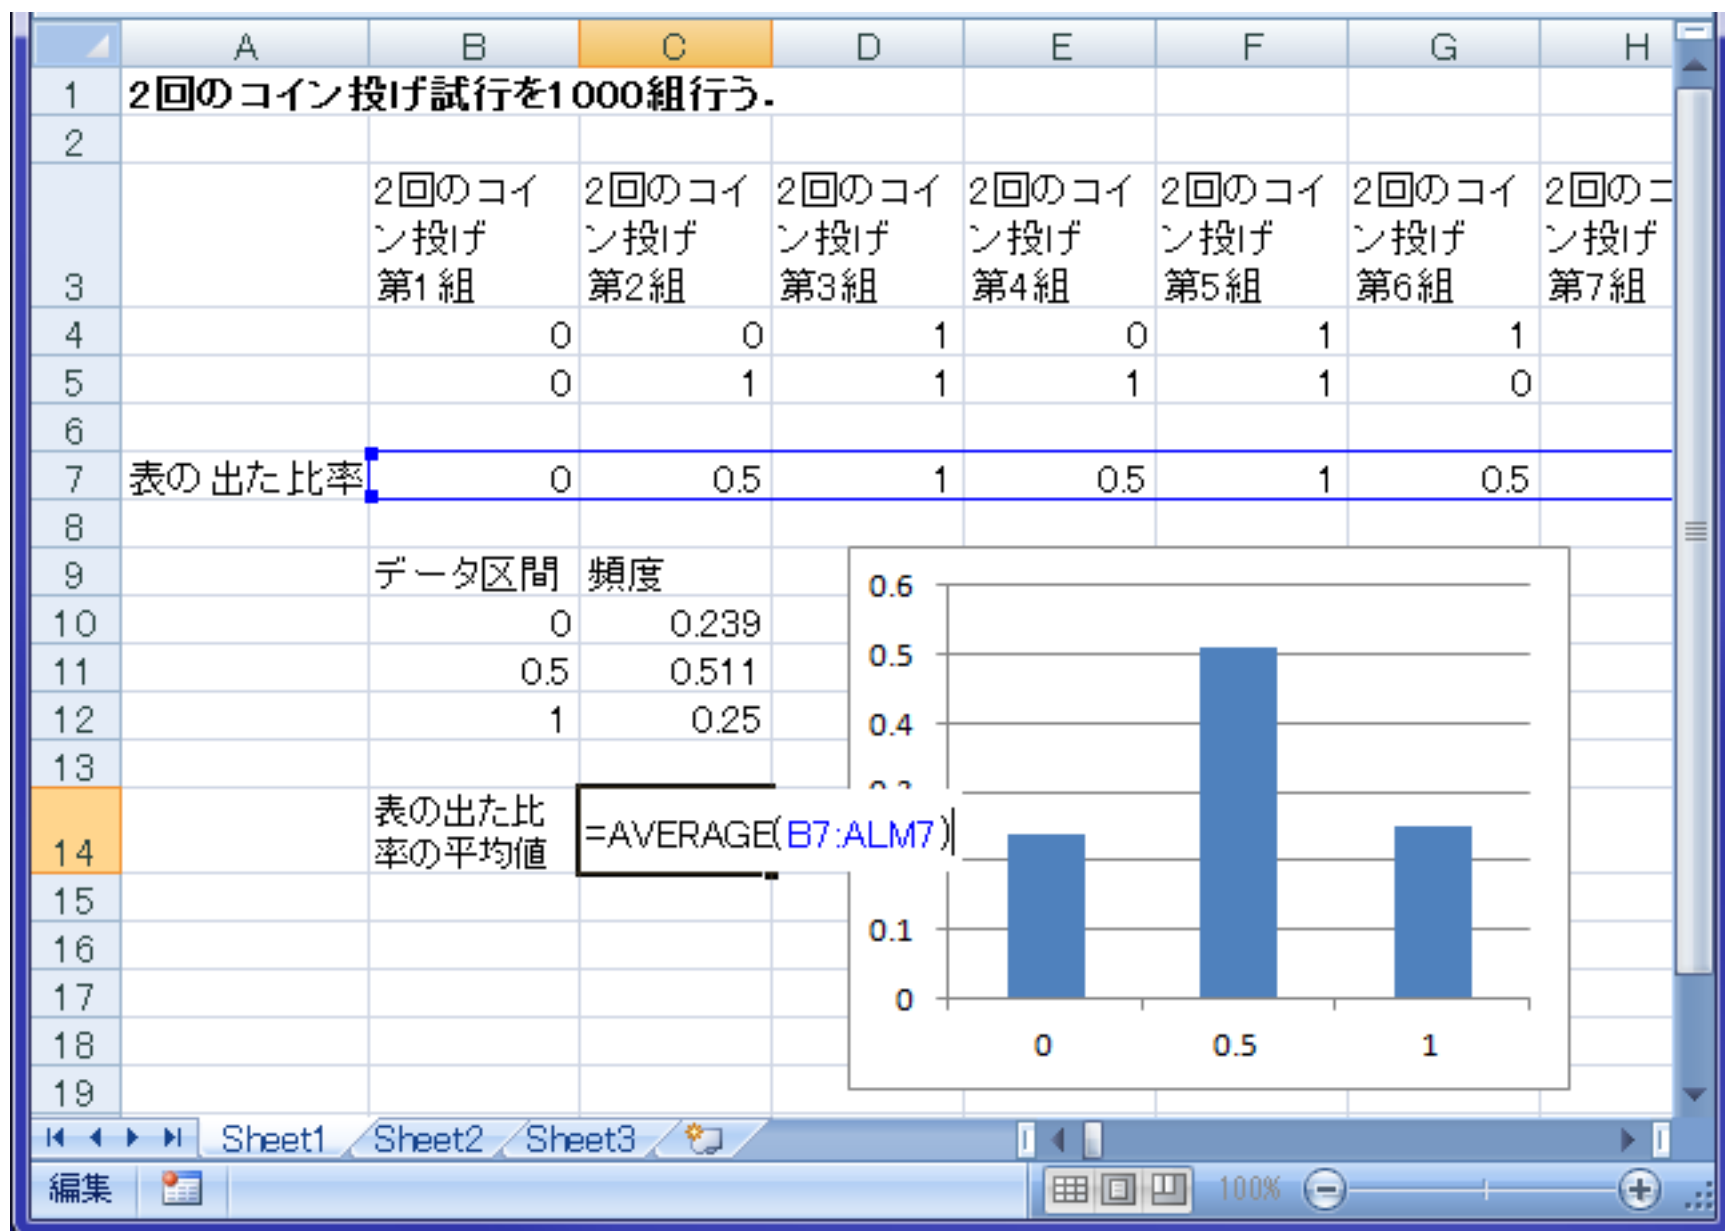 A B C D E F G H
1 2回のコイン投げ試行を1000組行う.
2
2回のコイ 2回のコイ 2回のコイ 2回のコイ 2回のコイ 2回のコイ 2回のコ
ン投げ ン投げ ン投げ ン投げ ン投げ ン投げ ン投げ
3 第1組 第2組 第3組 第4組 第5組 第6組 第7組
4 0 0 1 0 1 1
5 0 1 1 1 1 0
6
7 表の出た比率 0 0.5 1 0.5 1 0.5
8
9 データ区間 頻度
10 0 0.239
11 0.5 0.511
12 1 0.25
13
表の出た比
14 率の平均値 =AVERAGE(B7:ALM7)
15
16
17
18
19
0.6
0.5
0.4
0.1
0
0 0.5 1
Sheet1 Sheet2 Sheet3
編集 100%